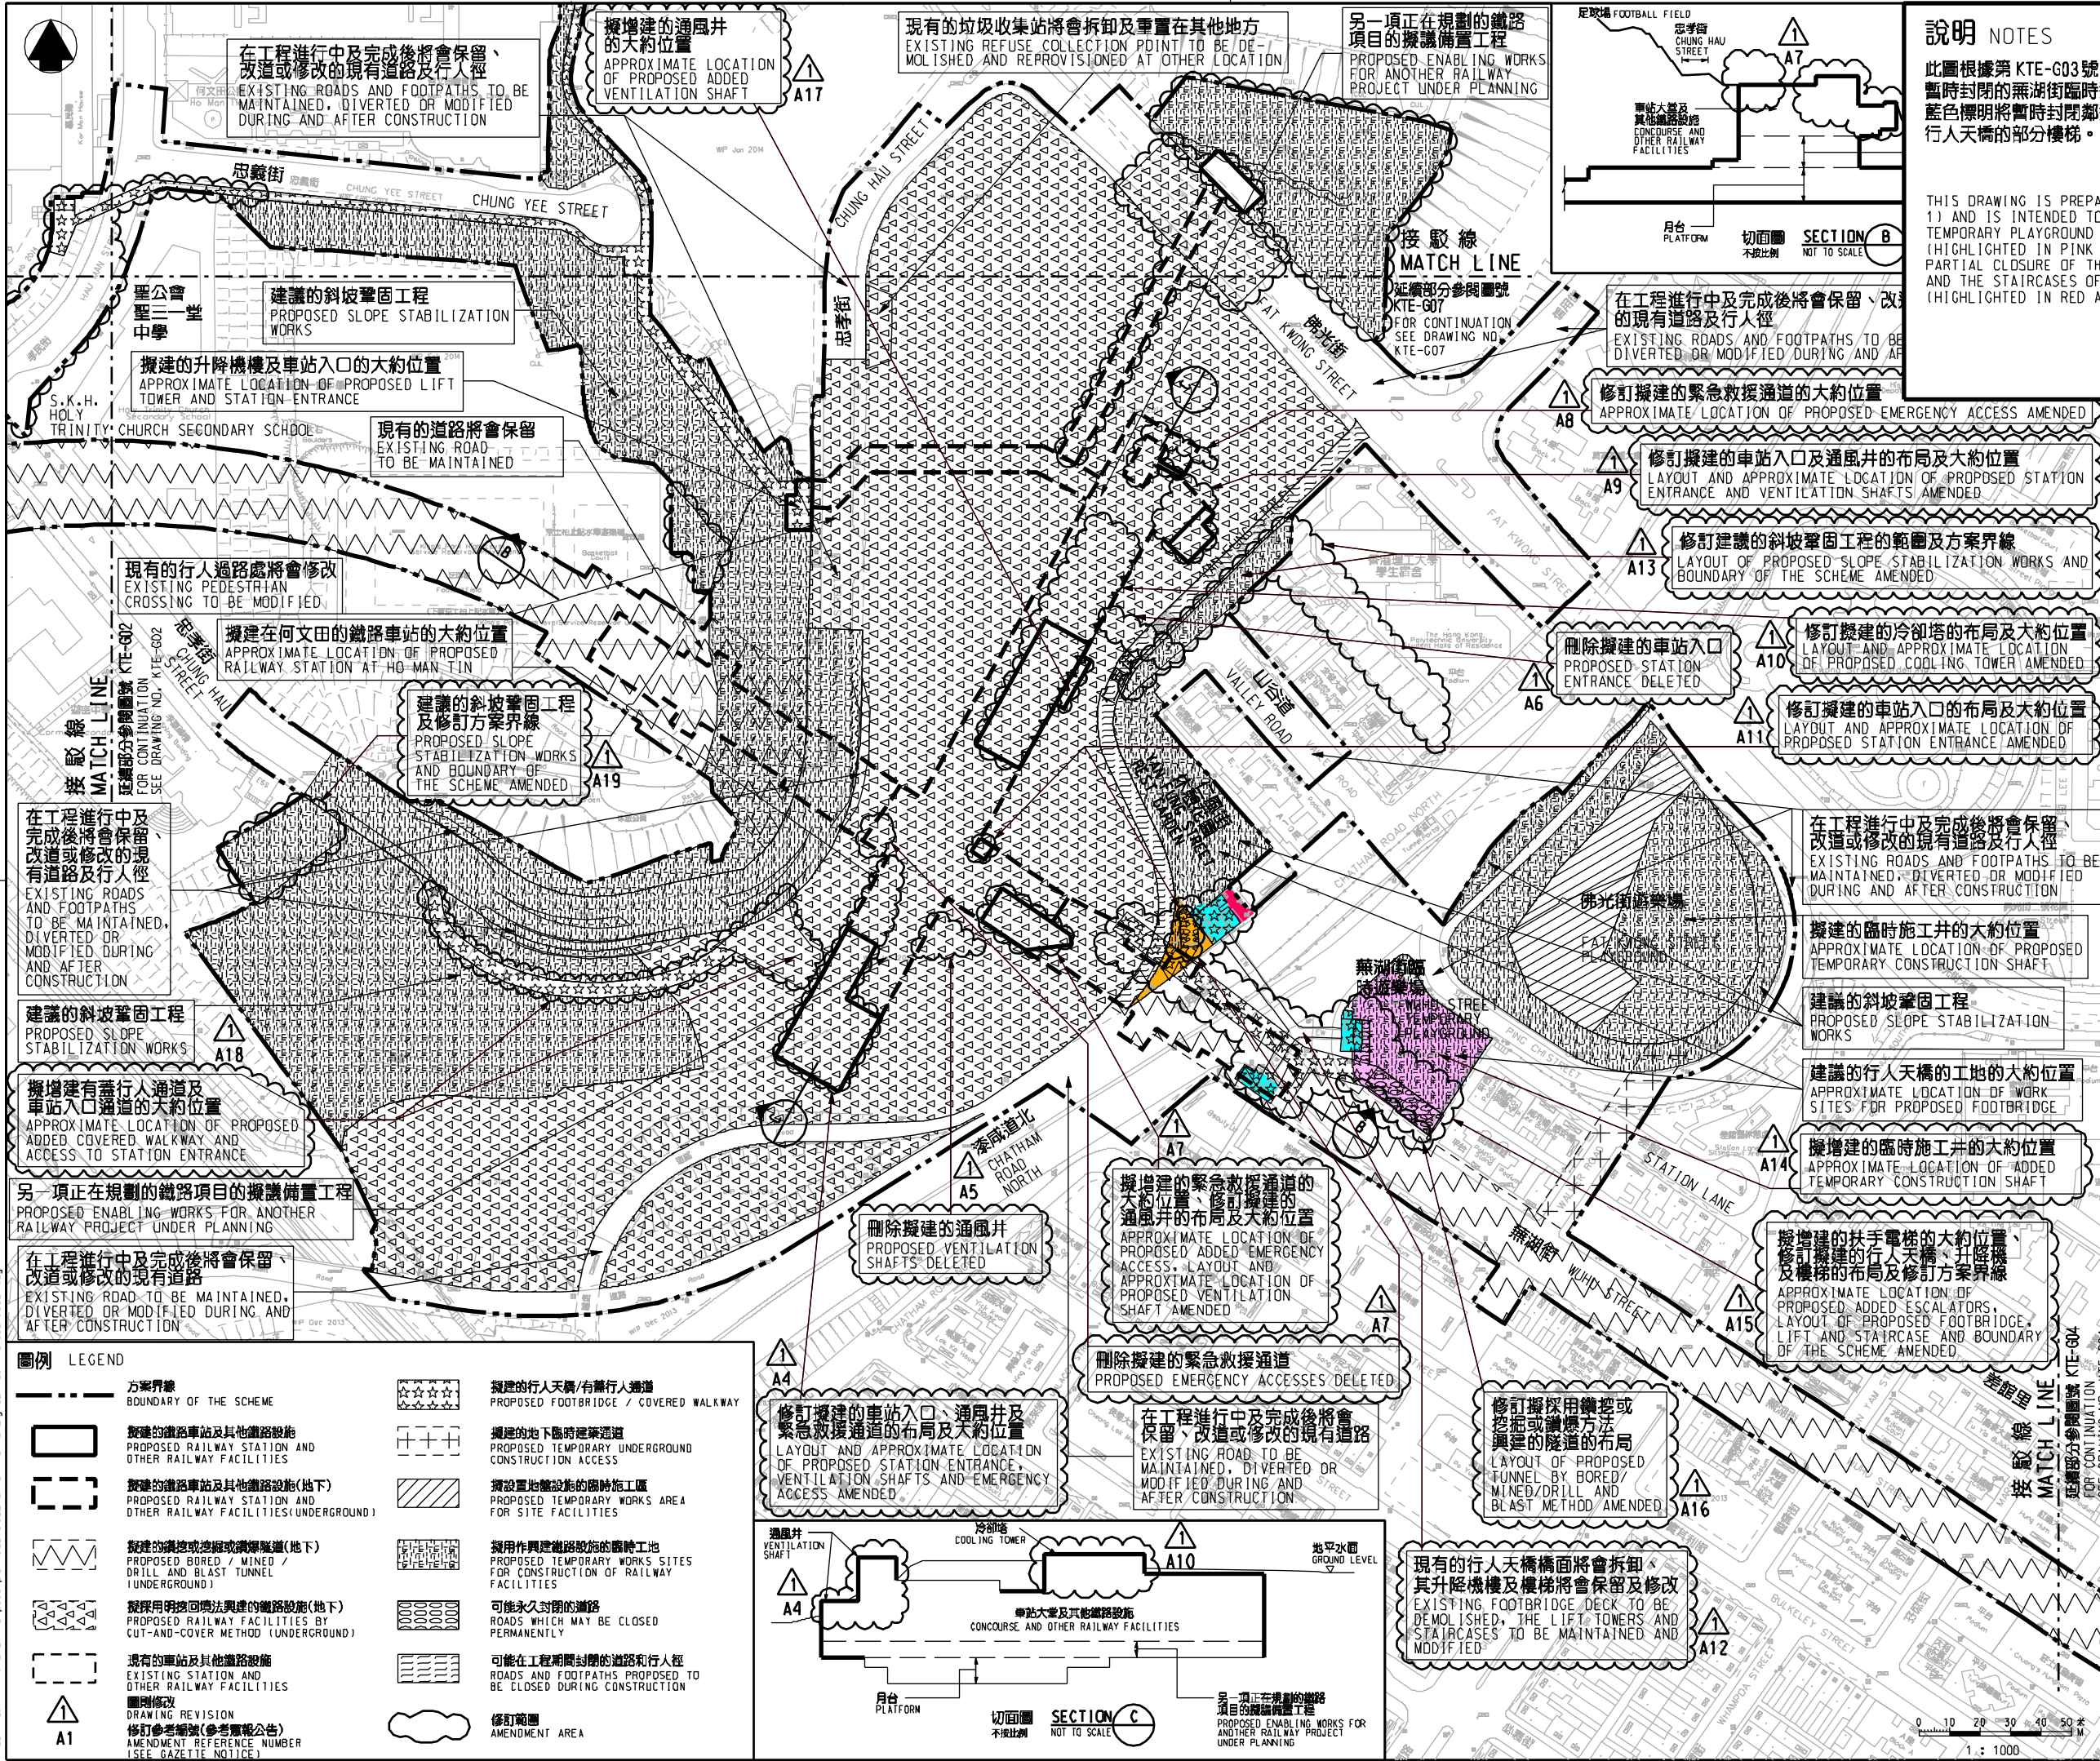 在工程進行中及完成後將會保留、
改道或修改的現有道路及行人徑
EXISTING ROADS AND FOOTPATHS TO BE
MAINTAINED, DIVERTED OR MODIFIED
DURING AND AFTER CONSTRUCTION
擬增建的通風井
的大約位置
APPROXIMATE LOCATION
OF PROPOSED ADDED
VENTILATION SHAFT
1
A17
現有的垃圾收集站將會拆卸及重置在其他地方
EXISTING REFUSE COLLECTION POINT TO BE DE-
MOLISHED AND REPROVISIONED AT OTHER LOCATION
另一項正在規劃的鐵路
項目的擬議備置工程
PROPOSED ENABLING WORKS
FOR ANOTHER RAILWAY
PROJECT UNDER PLANNING
足球場 FOOTBALL FIELD
忠孝街
CHUNG HAU
STREET
1
A7
車站大堂及
其他鐵路設施
CONCOURSE AND
OTHER RAILWAY
FACILITIES
月台
PLATFORM
切面圖
不按比例
SECTION B
NOT TO SCALE
說明 NOTES
此圖根據第 KTE-G03號
暫時封閉的蕪湖街臨時
藍色標明將暫時封閉鄰
行人天橋的部分樓梯。
THIS DRAWING IS PREPA
1) AND IS INTENDED TO
TEMPORARY PLAYGROUND
(HIGHLIGHTED IN PINK
PARTIAL CLOSURE OF TH
AND THE STAIRCASES OF
(HIGHLIGHTED IN RED A
WIP Jan 2014
忠義街
CHUNG YEE STREET
CHUNG YEE STREET
CHUNG HAU STREET
忠孝街
聖公會
聖三一堂
中學
S.K.H.
HOLY
TRINITY CHURCH SECONDARY SCHOOL
建議的斜坡鞏固工程
PROPOSED SLOPE STABILIZATION
WORKS
擬建的升降機樓及車站入口的大約位置
APPROXIMATE LOCATION OF PROPOSED LIFT
TOWER AND STATION ENTRANCE
現有的道路將會保留
EXISTING ROAD
TO BE MAINTAINED
接駁線
MATCH LINE
延續部分參閱圖號
KTE-G07
FOR CONTINUATION
SEE DRAWING NO.
KTE-G07
FAT KWONG STREET
佛光街
在工程進行中及完成後將會保留、改道
的現有道路及行人徑
EXISTING ROADS AND FOOTPATHS TO BE
DIVERTED OR MODIFIED DURING AND AF
1
A8
修訂擬建的緊急救援通道的大約位置
APPROXIMATE LOCATION OF PROPOSED EMERGENCY ACCESS AMENDED
1
A9
修訂擬建的車站入口及通風井的布局及大約位置
LAYOUT AND APPROXIMATE LOCATION OF PROPOSED STATION
ENTRANCE AND VENTILATION SHAFTS AMENDED
1
A13
修訂建議的斜坡鞏固工程的範圍及方案界線
LAYOUT OF PROPOSED SLOPE STABILIZATION WORKS AND
BOUNDARY OF THE SCHEME AMENDED
1
A10
修訂擬建的冷卻塔的布局及大約位置
LAYOUT AND APPROXIMATE LOCATION
OF PROPOSED COOLING TOWER AMENDED
刪除擬建的車站入口
PROPOSED STATION
ENTRANCE DELETED
1
A6
1
A11
修訂擬建的車站入口的布局及大約位置
LAYOUT AND APPROXIMATE LOCATION OF
PROPOSED STATION ENTRANCE AMENDED
FAT KWONG STREET
B
現有的行人過路處將會修改
EXISTING PEDESTRIAN
CROSSING TO BE MODIFIED
擬建在何文田的鐵路車站的大約位置
APPROXIMATE LOCATION OF PROPOSED
RAILWAY STATION AT HO MAN TIN
忠孝街
CHUNG HAU
STREET
接駁線
MATCH LINE
延續部分參閱圖號 KTE-G02
FOR CONTINUATION
SEE DRAWING NO. KTE-G02
建議的斜坡鞏固工程
及修訂方案界線
PROPOSED SLOPE
STABILIZATION WORKS
AND BOUNDARY OF
THE SCHEME AMENDED
1
A19
山谷道
VALLEY ROAD
YAN FUNG STREET
REST GARDEN
CHATHAM ROAD NORTH
在工程進行中及
完成後將會保留、
改道或修改的現
有道路及行人徑
EXISTING ROADS
AND FOOTPATHS
TO BE MAINTAINED,
DIVERTED OR
MODIFIED DURING
AND AFTER
CONSTRUCTION
在工程進行中及完成後將會保留、
改道或修改的現有道路及行人徑
EXISTING ROADS AND FOOTPATHS TO BE
MAINTAINED, DIVERTED OR MODIFIED
DURING AND AFTER CONSTRUCTION
佛光街遊樂場
FAT KWONG STREET
PLAYGROUND
擬建的臨時施工井的大約位置
APPROXIMATE LOCATION OF PROPOSED
TEMPORARY CONSTRUCTION SHAFT
蕪湖街臨
時遊樂場
WUHU STREET
TEMPORARY
PLAYGROUND
建議的斜坡鞏固工程
PROPOSED SLOPE STABILIZATION
WORKS
建議的斜坡鞏固工程
PROPOSED SLOPE
STABILIZATION WORKS
1
A18
建議的行人天橋的工地的大約位置
APPROXIMATE LOCATION OF WORK
SITES FOR PROPOSED FOOTBRIDGE
擬增建有蓋行人通道及
車站入口通道的大約位置
APPROXIMATE LOCATION OF PROPOSED
ADDED COVERED WALKWAY AND
ACCESS TO STATION ENTRANCE
B
1
A14
擬增建的臨時施工井的大約位置
APPROXIMATE LOCATION OF ADDED
TEMPORARY CONSTRUCTION SHAFT
STATION LANE
漆咸道北
CHATHAM
ROAD
NORTH
1
A5
1
A7
另一項正在規劃的鐵路項目的擬議備置工程
PROPOSED ENABLING WORKS FOR ANOTHER
RAILWAY PROJECT UNDER PLANNING
刪除擬建的通風井
PROPOSED VENTILATION
SHAFTS DELETED
擬增建的緊急救援通道的
大約位置、修訂擬建的
通風井的布局及大約位置
APPROXIMATE LOCATION OF
PROPOSED ADDED EMERGENCY
ACCESS, LAYOUT AND
APPROXIMATE LOCATION OF
PROPOSED VENTILATION
SHAFT AMENDED
1
A7
蕪湖街
WUHU STREET
擬增建的扶手電梯的大約位置、
修訂擬建的行人天橋、升降機
及樓梯的布局及修訂方案界線
APPROXIMATE LOCATION OF
PROPOSED ADDED ESCALATORS,
LAYOUT OF PROPOSED FOOTBRIDGE,
LIFT AND STAIRCASE AND BOUNDARY
OF THE SCHEME AMENDED
1
A15
在工程進行中及完成後將會保留、
改道或修改的現有道路
EXISTING ROAD TO BE MAINTAINED,
DIVERTED OR MODIFIED DURING AND
AFTER CONSTRUCTION
WIP Dec 2013
刪除擬建的緊急救援通道
PROPOSED EMERGENCY ACCESSES DELETED
1
A4
修訂擬建的車站入口、通風井及
緊急救援通道的布局及大約位置
LAYOUT AND APPROXIMATE LOCATION
OF PROPOSED STATION ENTRANCE,
VENTILATION SHAFTS AND EMERGENCY
ACCESS AMENDED
在工程進行中及完成後將會
保留、改道或修改的現有道路
EXISTING ROAD TO BE
MAINTAINED, DIVERTED OR
MODIFIED DURING AND
AFTER CONSTRUCTION
修訂擬採用鑽挖或
挖掘或鑽爆方法
興建的隧道的布局
LAYOUT OF PROPOSED
TUNNEL BY BORED/
MINED/DRILL AND
BLAST METHOD AMENDED
1
A16
差館里
接駁線
MATCH LINE
延續部分參閱圖號 KTE-G04
FOR CONTINUATION
現有的行人天橋橋面將會拆卸、
其升降機樓及樓梯將會保留及修改
EXISTING FOOTBRIDGE DECK TO BE
DEMOLISHED, THE LIFT TOWERS AND
STAIRCASES TO BE MAINTAINED AND
MODIFIED
1
A12
BULKELEY STREET
圖例 LEGEND
方案界線
BOUNDARY OF THE SCHEME
擬建的鐵路車站及其他鐵路設施
PROPOSED RAILWAY STATION AND
OTHER RAILWAY FACILITIES
擬建的鐵路車站及其他鐵路設施(地下)
PROPOSED RAILWAY STATION AND
OTHER RAILWAY FACILITIES(UNDERGROUND)
擬建的鑽挖或挖掘或鑽爆隧道(地下)
PROPOSED BORED / MINED /
DRILL AND BLAST TUNNEL
(UNDERGROUND)
擬採用明挖回填法興建的鐵路設施(地下)
PROPOSED RAILWAY FACILITIES BY
CUT-AND-COVER METHOD (UNDERGROUND)
現有的車站及其他鐵路設施
EXISTING STATION AND
OTHER RAILWAY FACILITIES
1
A1
圖則修改
DRAWING REVISION
修訂參考編號(參考憲報公告)
AMENDMENT REFERENCE NUMBER
(SEE GAZETTE NOTICE)
擬建的行人天橋/有蓋行人通道
PROPOSED FOOTBRIDGE / COVERED WALKWAY
擬建的地下臨時建築通道
PROPOSED TEMPORARY UNDERGROUND
CONSTRUCTION ACCESS
擬設置地盤設施的臨時施工區
PROPOSED TEMPORARY WORKS AREA
FOR SITE FACILITIES
擬用作興建鐵路設施的臨時工地
PROPOSED TEMPORARY WORKS SITES
FOR CONSTRUCTION OF RAILWAY
FACILITIES
可能永久封閉的道路
ROADS WHICH MAY BE CLOSED
PERMANENTLY
可能在工程期間封閉的道路和行人徑
ROADS AND FOOTPATHS PROPOSED TO
BE CLOSED DURING CONSTRUCTION
修訂範圍
AMENDMENT AREA
通風井
VENTILATION
SHAFT
1
A4
冷卻塔
COOLING TOWER
1
A10
地平水面
GROUND LEVEL
車站大堂及其他鐵路設施
CONCOURSE AND OTHER RAILWAY FACILITIES
月台
PLATFORM
切面圖
不按比例
SECTION C
NOT TO SCALE
另一項正在規劃的鐵路
項目的擬議備置工程
PROPOSED ENABLING WORKS FOR
ANOTHER RAILWAY PROJECT
UNDER PLANNING
0 10 20 30 40 50 米
M
1 : 1000